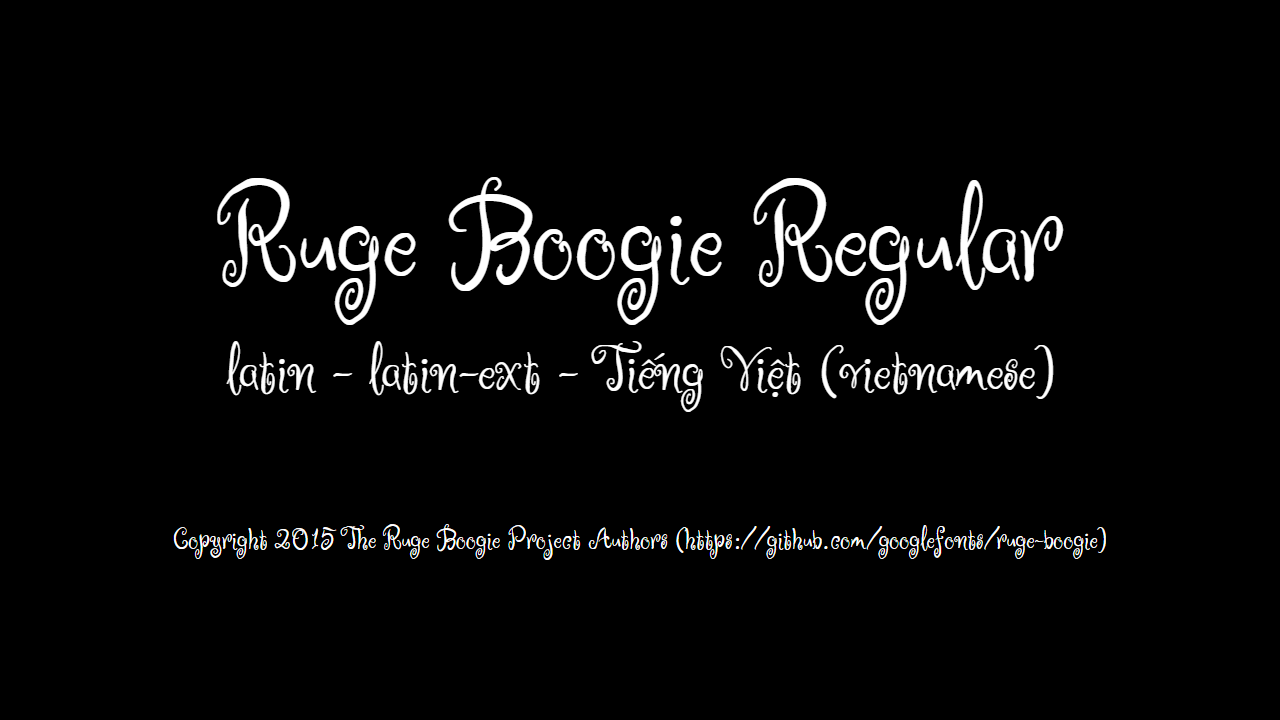 Ruge Boogie Regular
latin - latin-ext - Tiếng Việt (vietnamese)
Copyright 2015 The Ruge Boogie Project Authors (https://github.com/googlefonts/ruge-boogie)